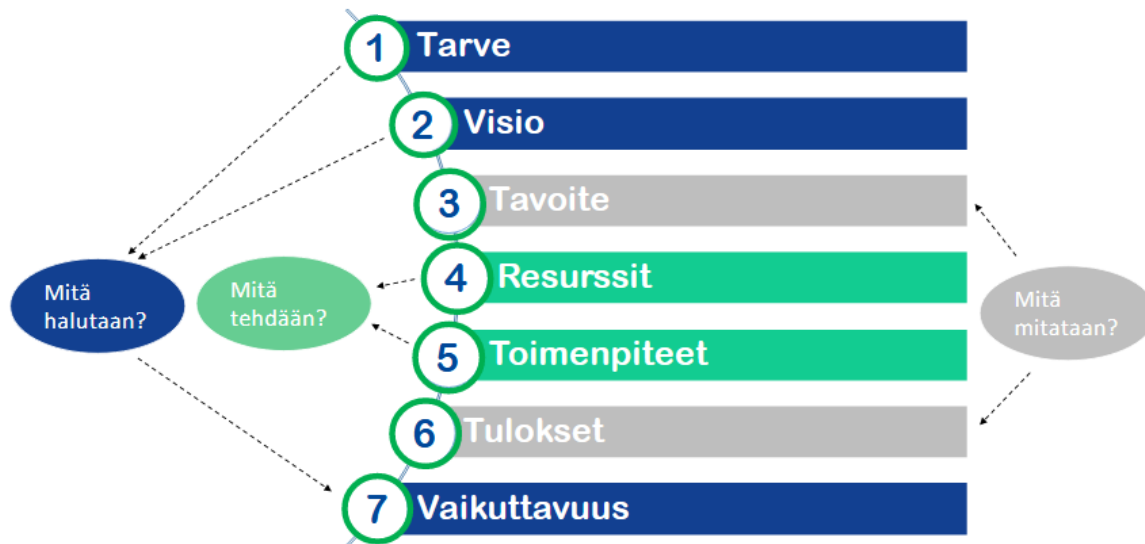 1 Tarve
2 Visio
3 Tavoite
4 Resurssit
5 Toimenpiteet
6 Tulokset
7 Vaikuttavuus
Mitä
halutaan?
Mitä
tehdään?
Mitä
mitataan?